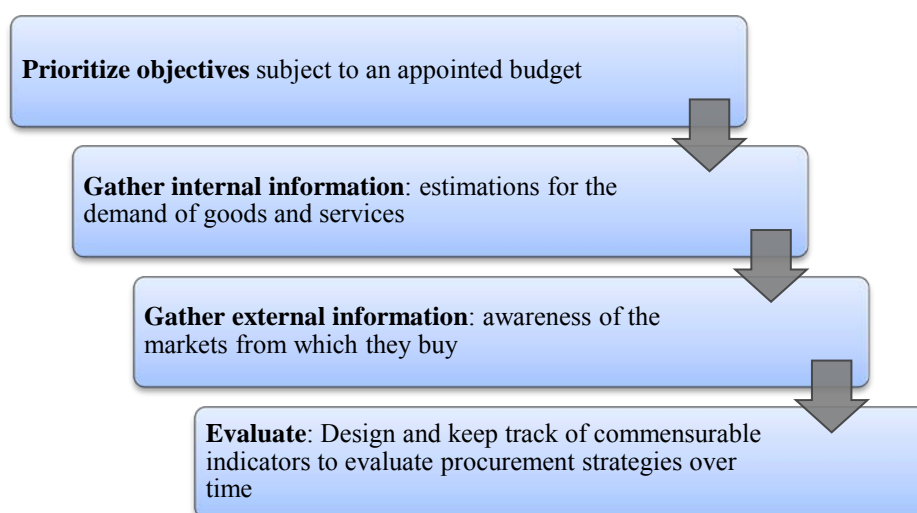 Prioritize objectives subject to an appointed budget
Gather internal information: estimations for the
demand of goods and services
Gather external information: awareness of the
markets from which they buy
Evaluate: Design and keep track of commensurable
indicators to evaluate procurement strategies over
time